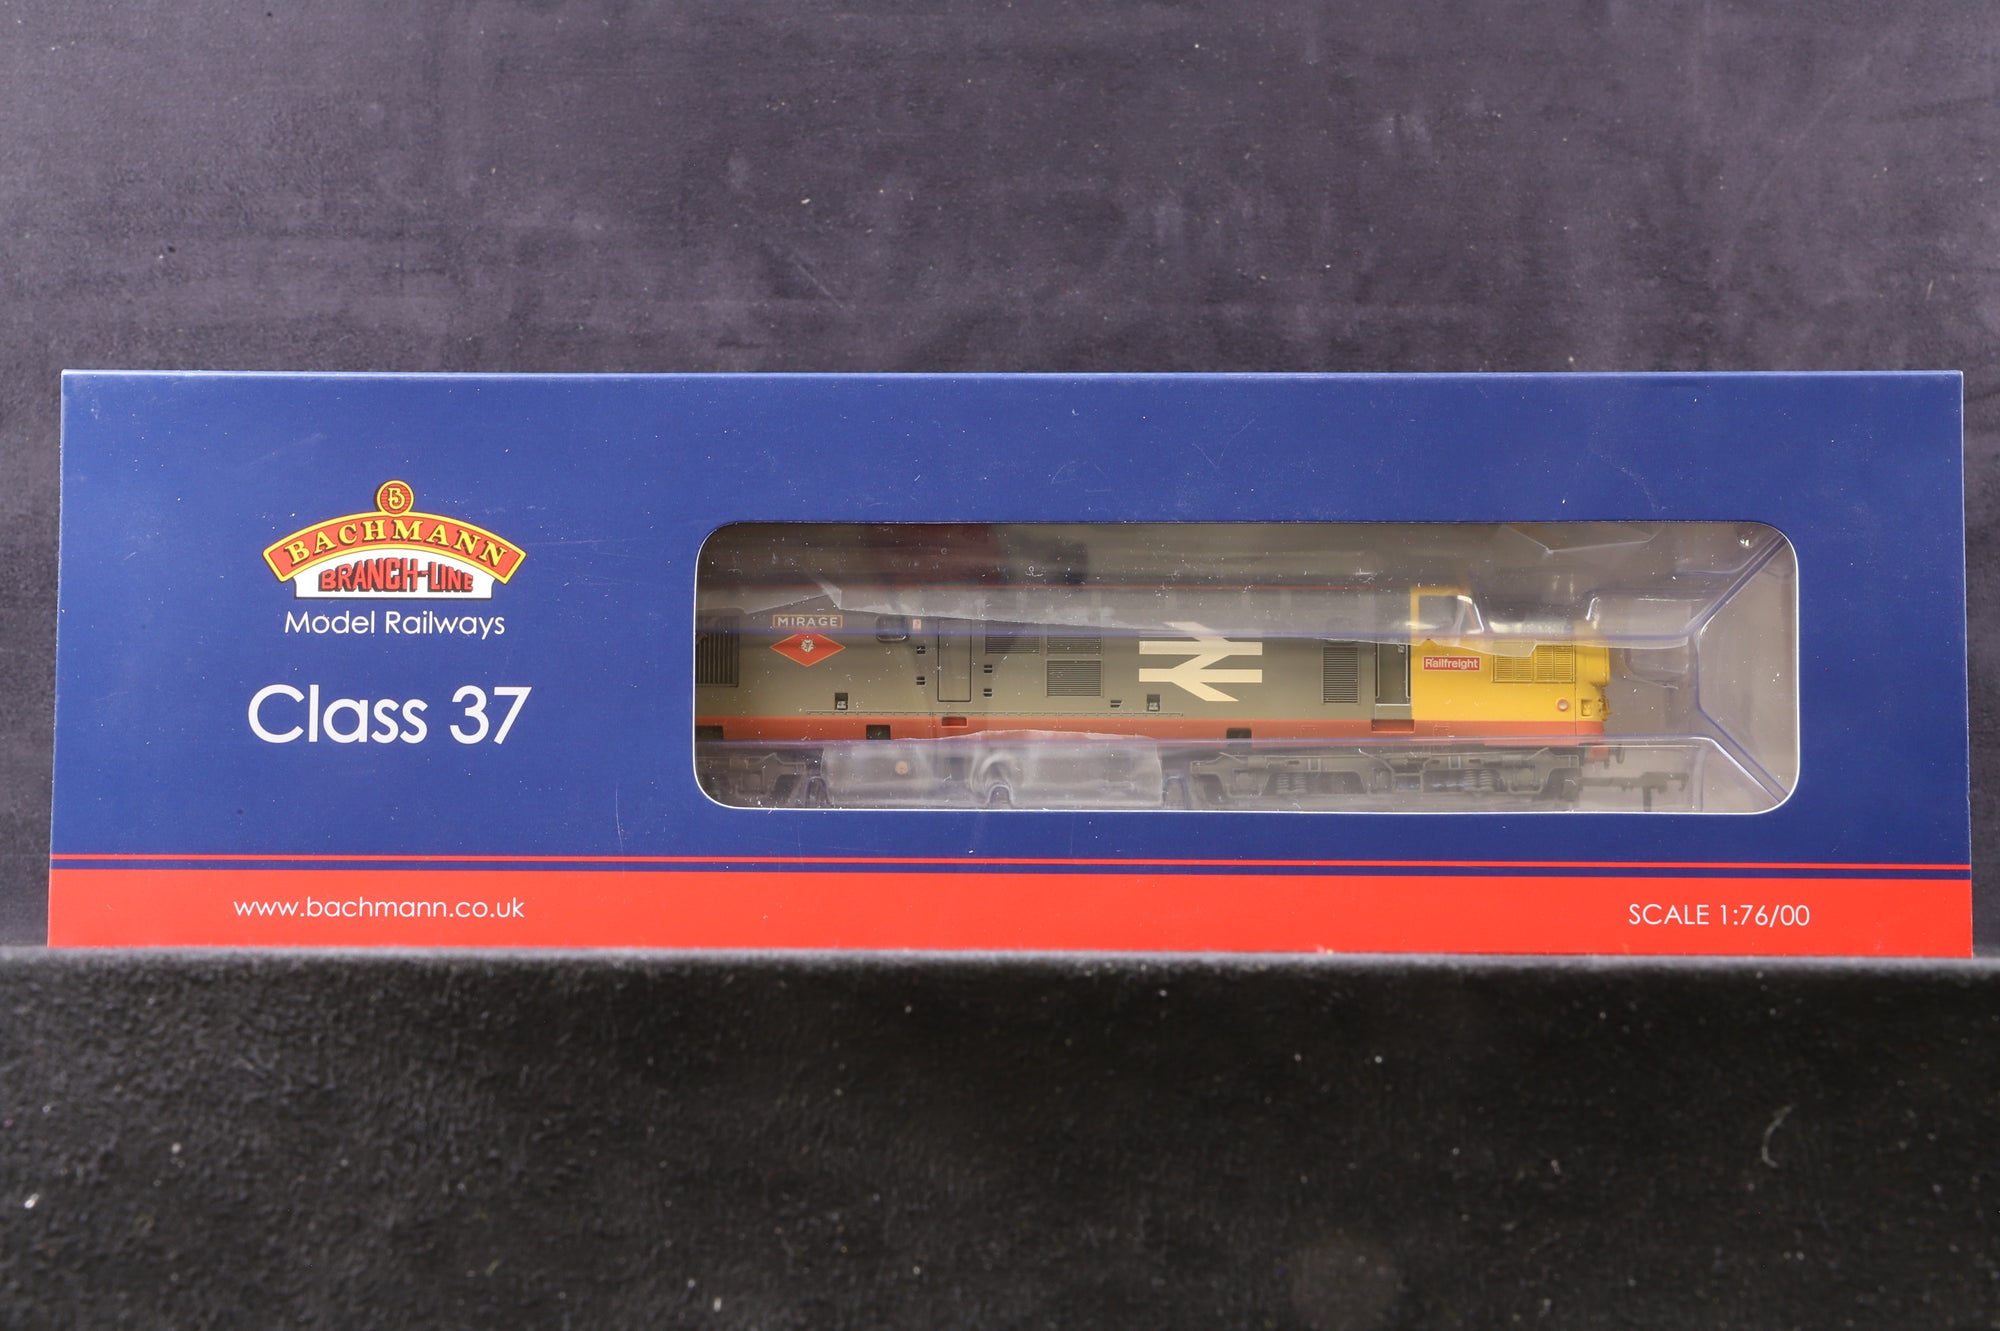 B
BACHMANN
BRANCH-LINE
Model Railways
Class 37
MIRAGE
Railfreight
www.bachmann.co.uk
SCALE 1:76/00